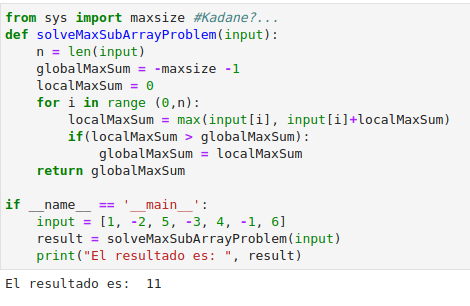 from sys import maxsize #Kadane?...
def solveMaxSubArrayProblem(input):
    n = len(input)
    globalMaxSum = -maxsize -1
    localMaxSum = 0
    for i in range (0,n):
        localMaxSum = max(input[i], input[i]+localMaxSum)
        if(localMaxSum > globalMaxSum):
            globalMaxSum = localMaxSum
    return globalMaxSum

if __name__ == '__main__':
    input = [1, -2, 5, -3, 4, -1, 6]
    result = solveMaxSubArrayProblem(input)
    print("El resultado es: ", result)
El resultado es:  11